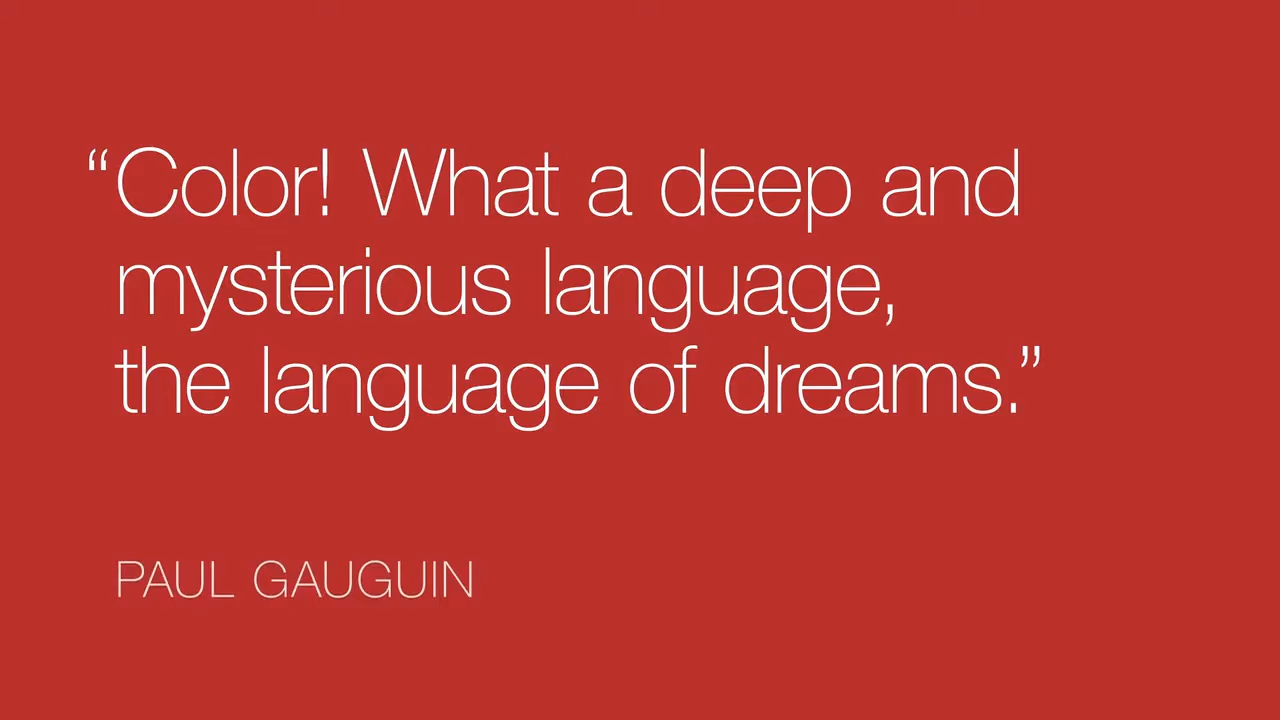 “Color! What a deep and
mysterious language,
the language of dreams.”
PAUL GAUGUIN